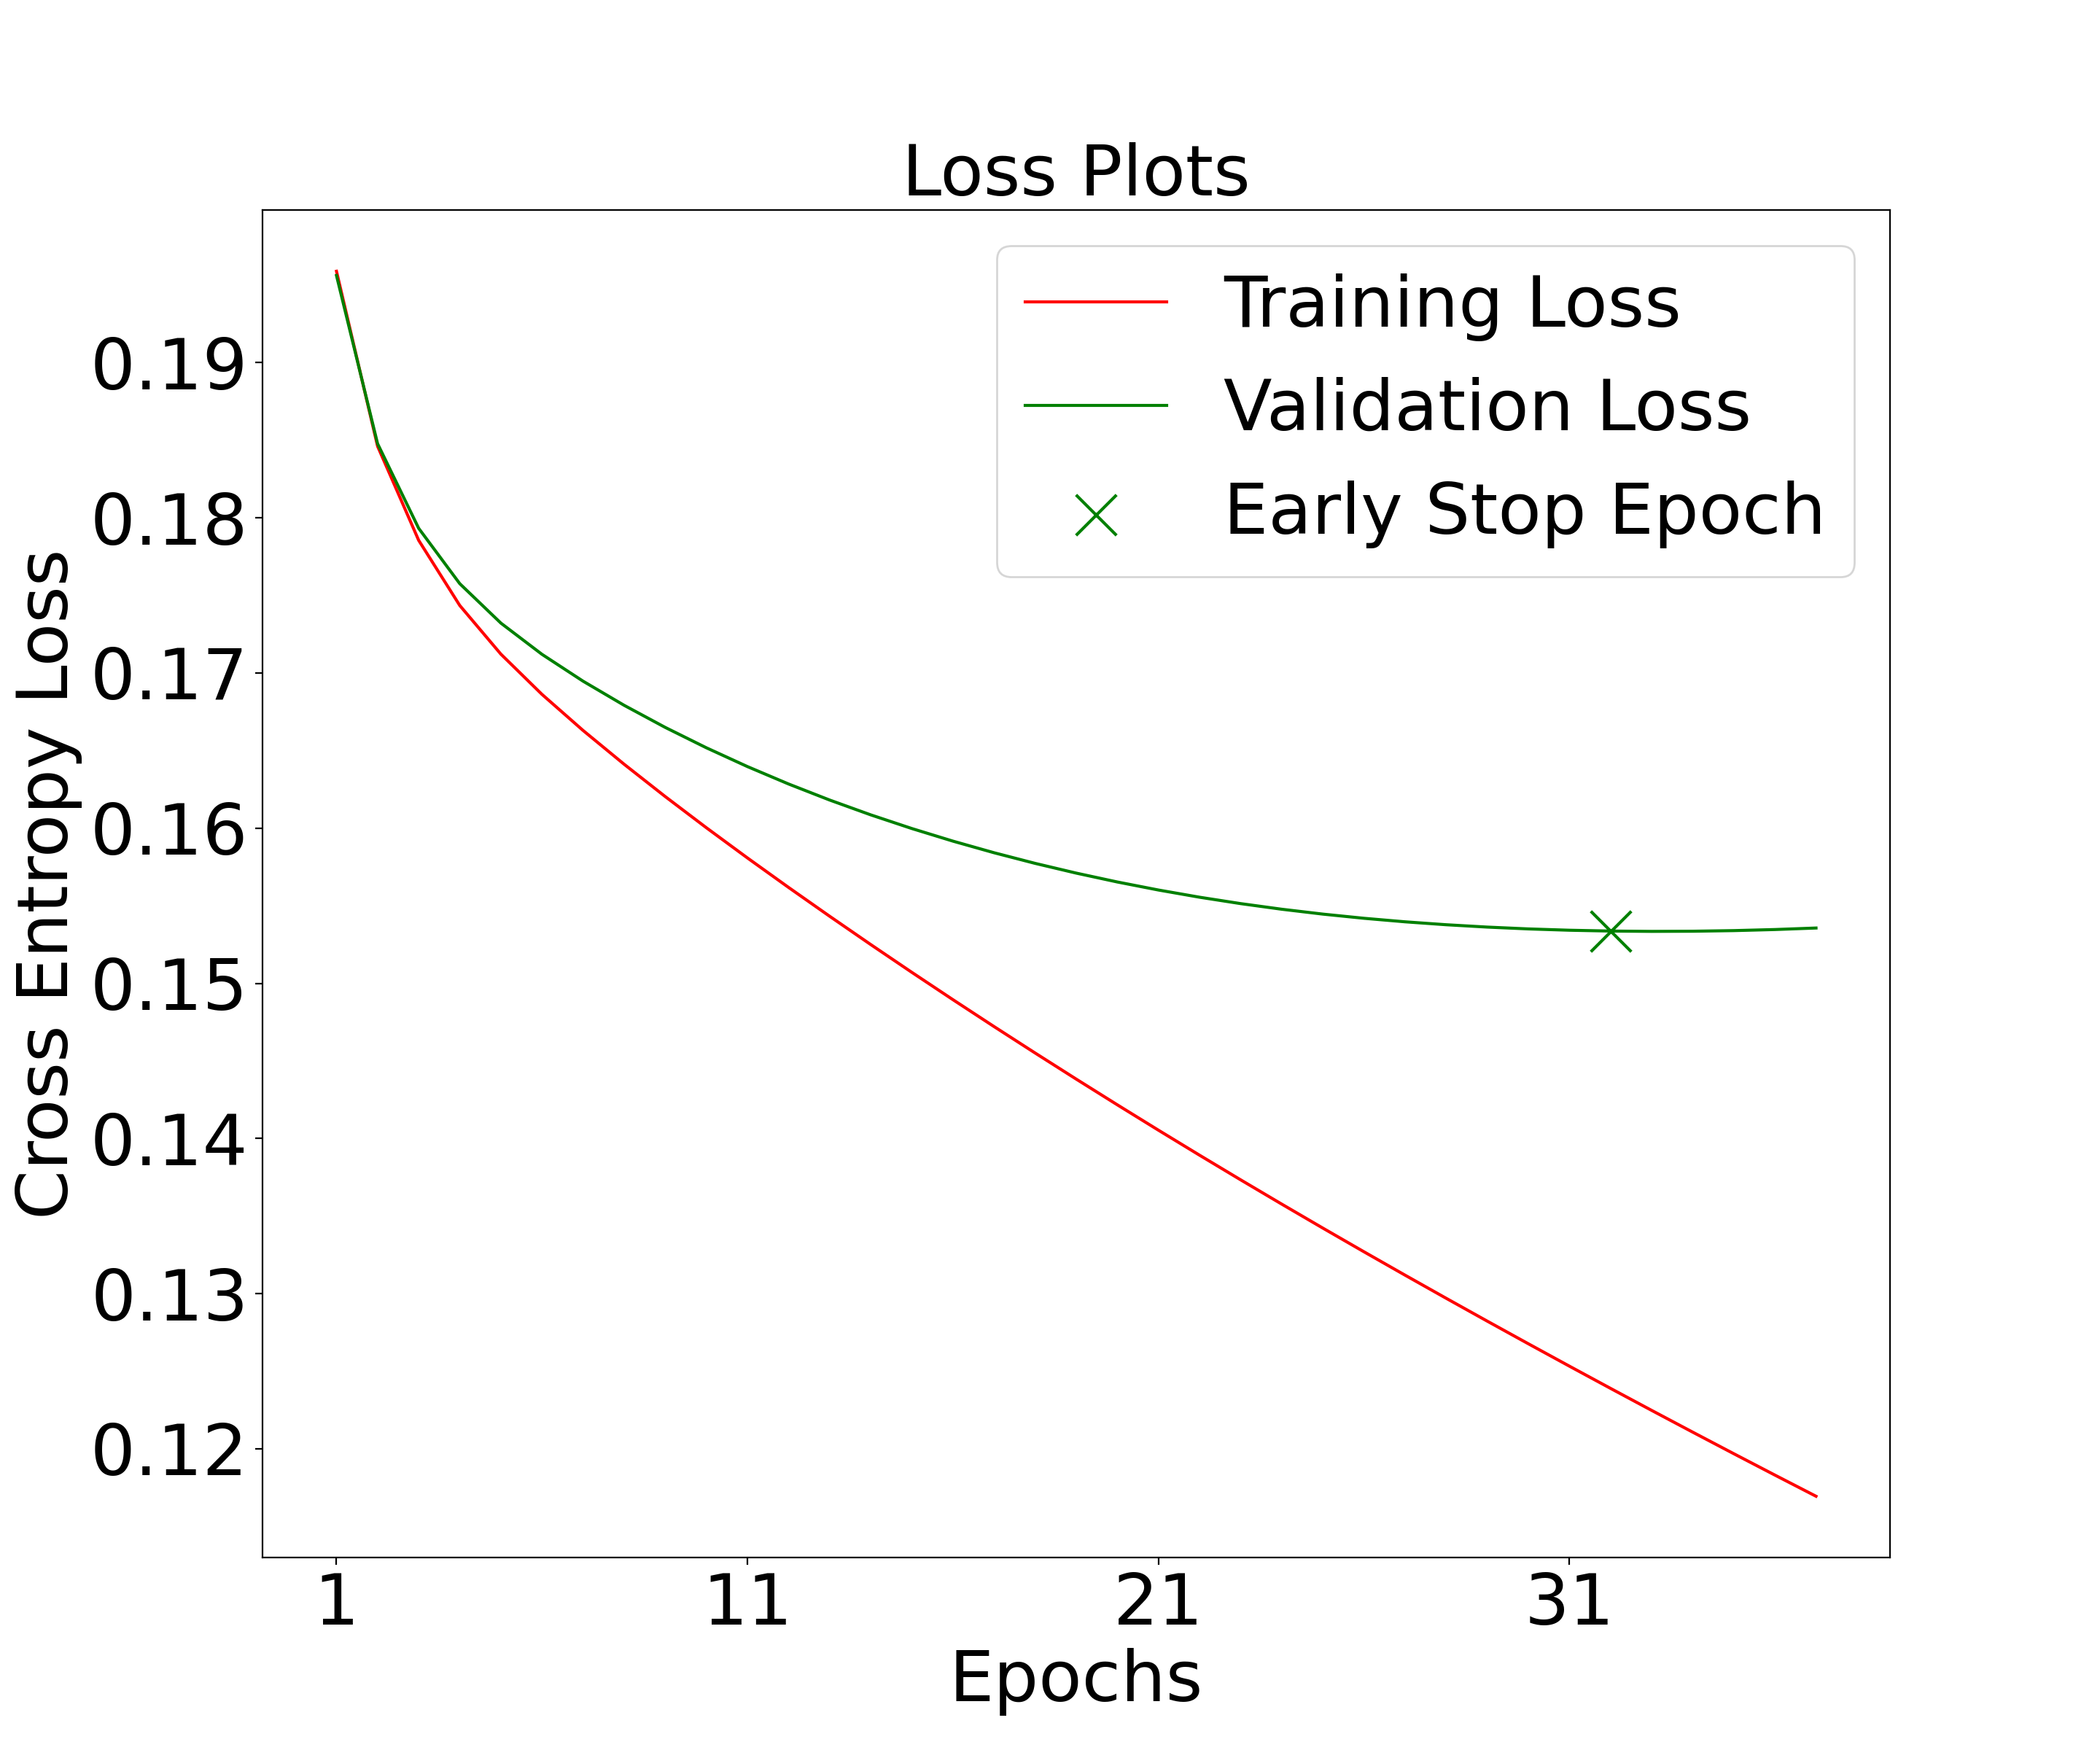 Loss Plots
Training Loss
Validation Loss
Early Stop Epoch
Cross Entropy Loss
0.19
0.18
0.17
0.16
0.15
0.14
0.13
0.12
1 11 21 31
Epochs